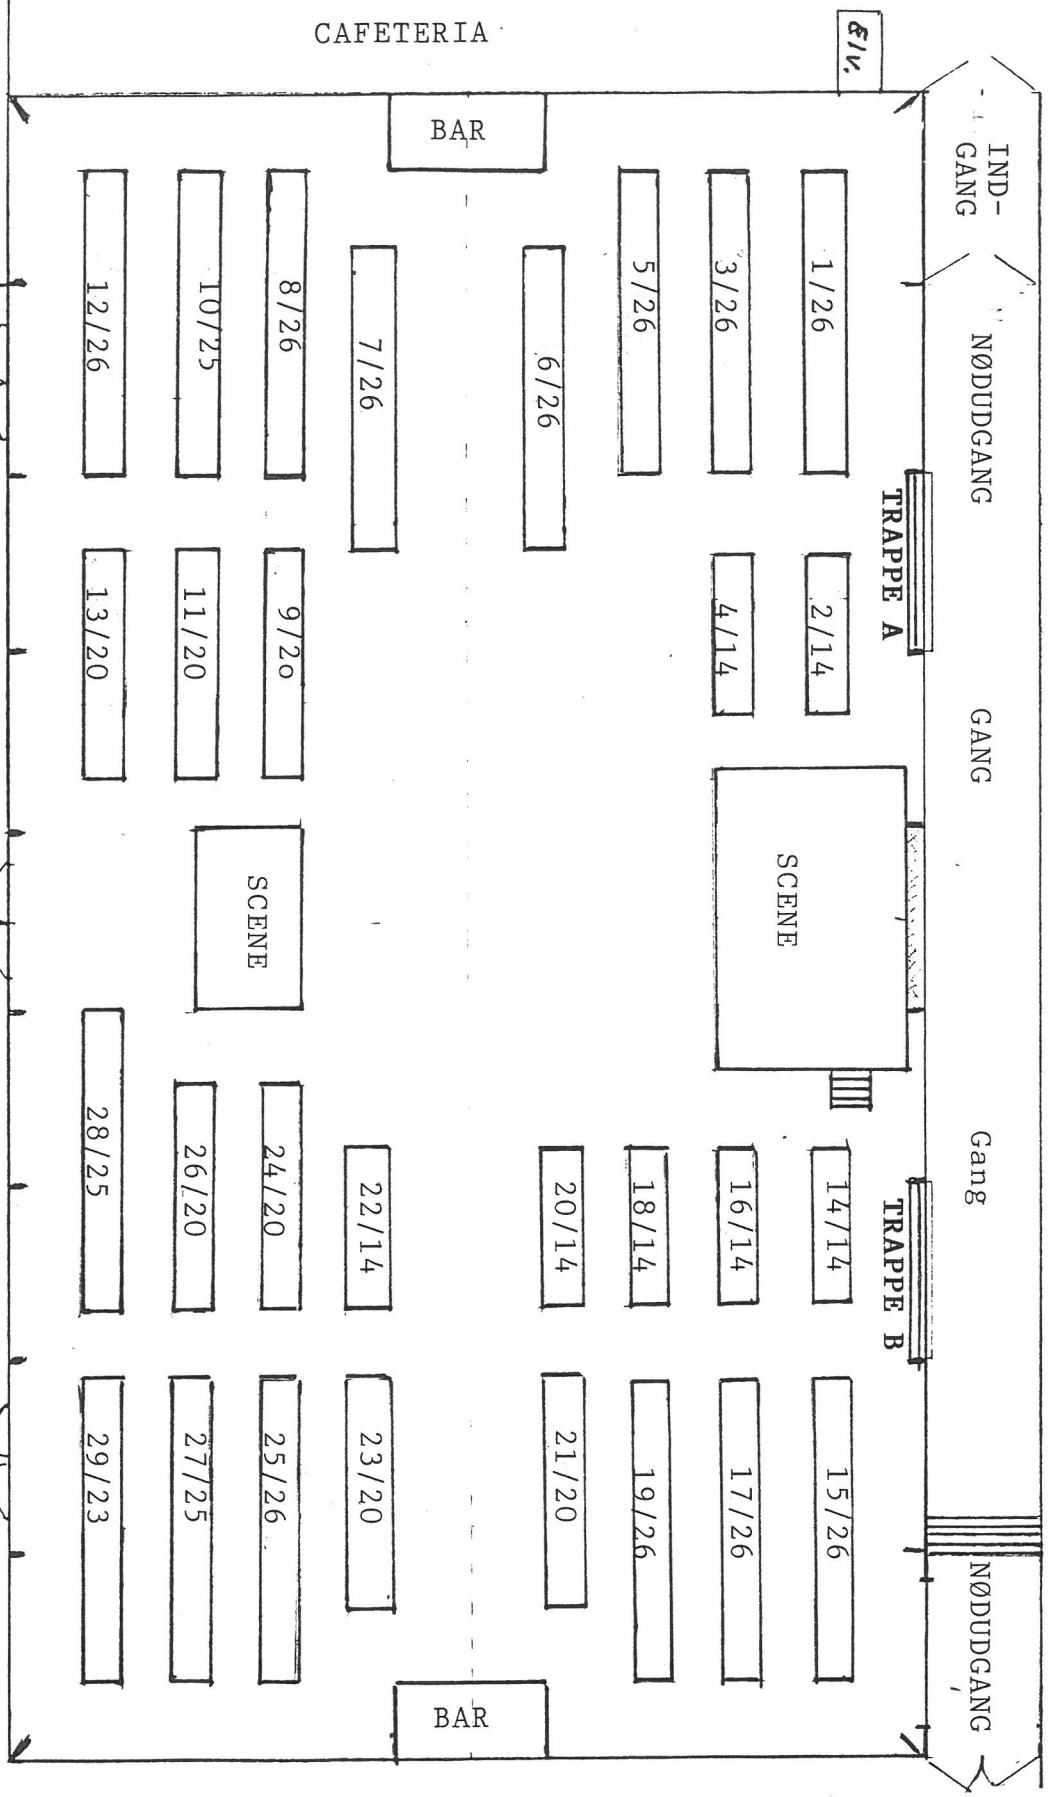 CAFETERIA
Elv.
BAR
IND-
GANG
12/26
10/25
8/26
7/26
6/26
5/26
3/26
1/26
NØDUDGANG
TRAPPE A
13/20
11/20
9/2o
4/14
2/14
GANG
SCENE
SCENE
28/25
26/20
24/20
22/14
20/14
18/14
16/14
14/14
Gang
TRAPPE B
29/23
27/25
25/26
23/20
21/20
19/26
17/26
15/26
NØDUDGANG
BAR